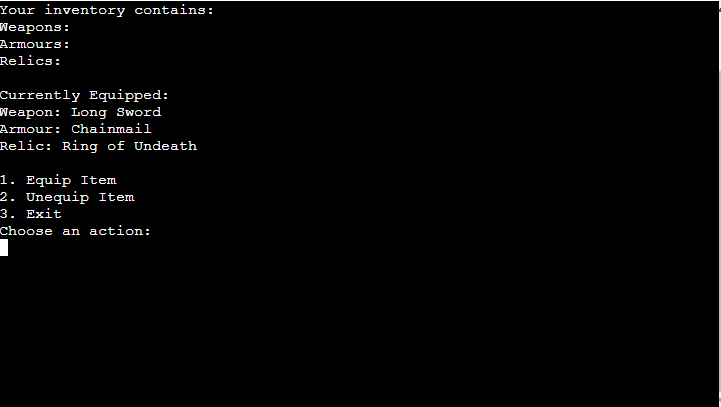 Your inventory contains:
Weapons:
Armours:
Relics:
Currently Equipped:
Weapon: Long Sword
Armour: Chainmail
Relic: Ring of Undeath
1. Equip Item
2. Unequip Item
3. Exit
Choose an action: